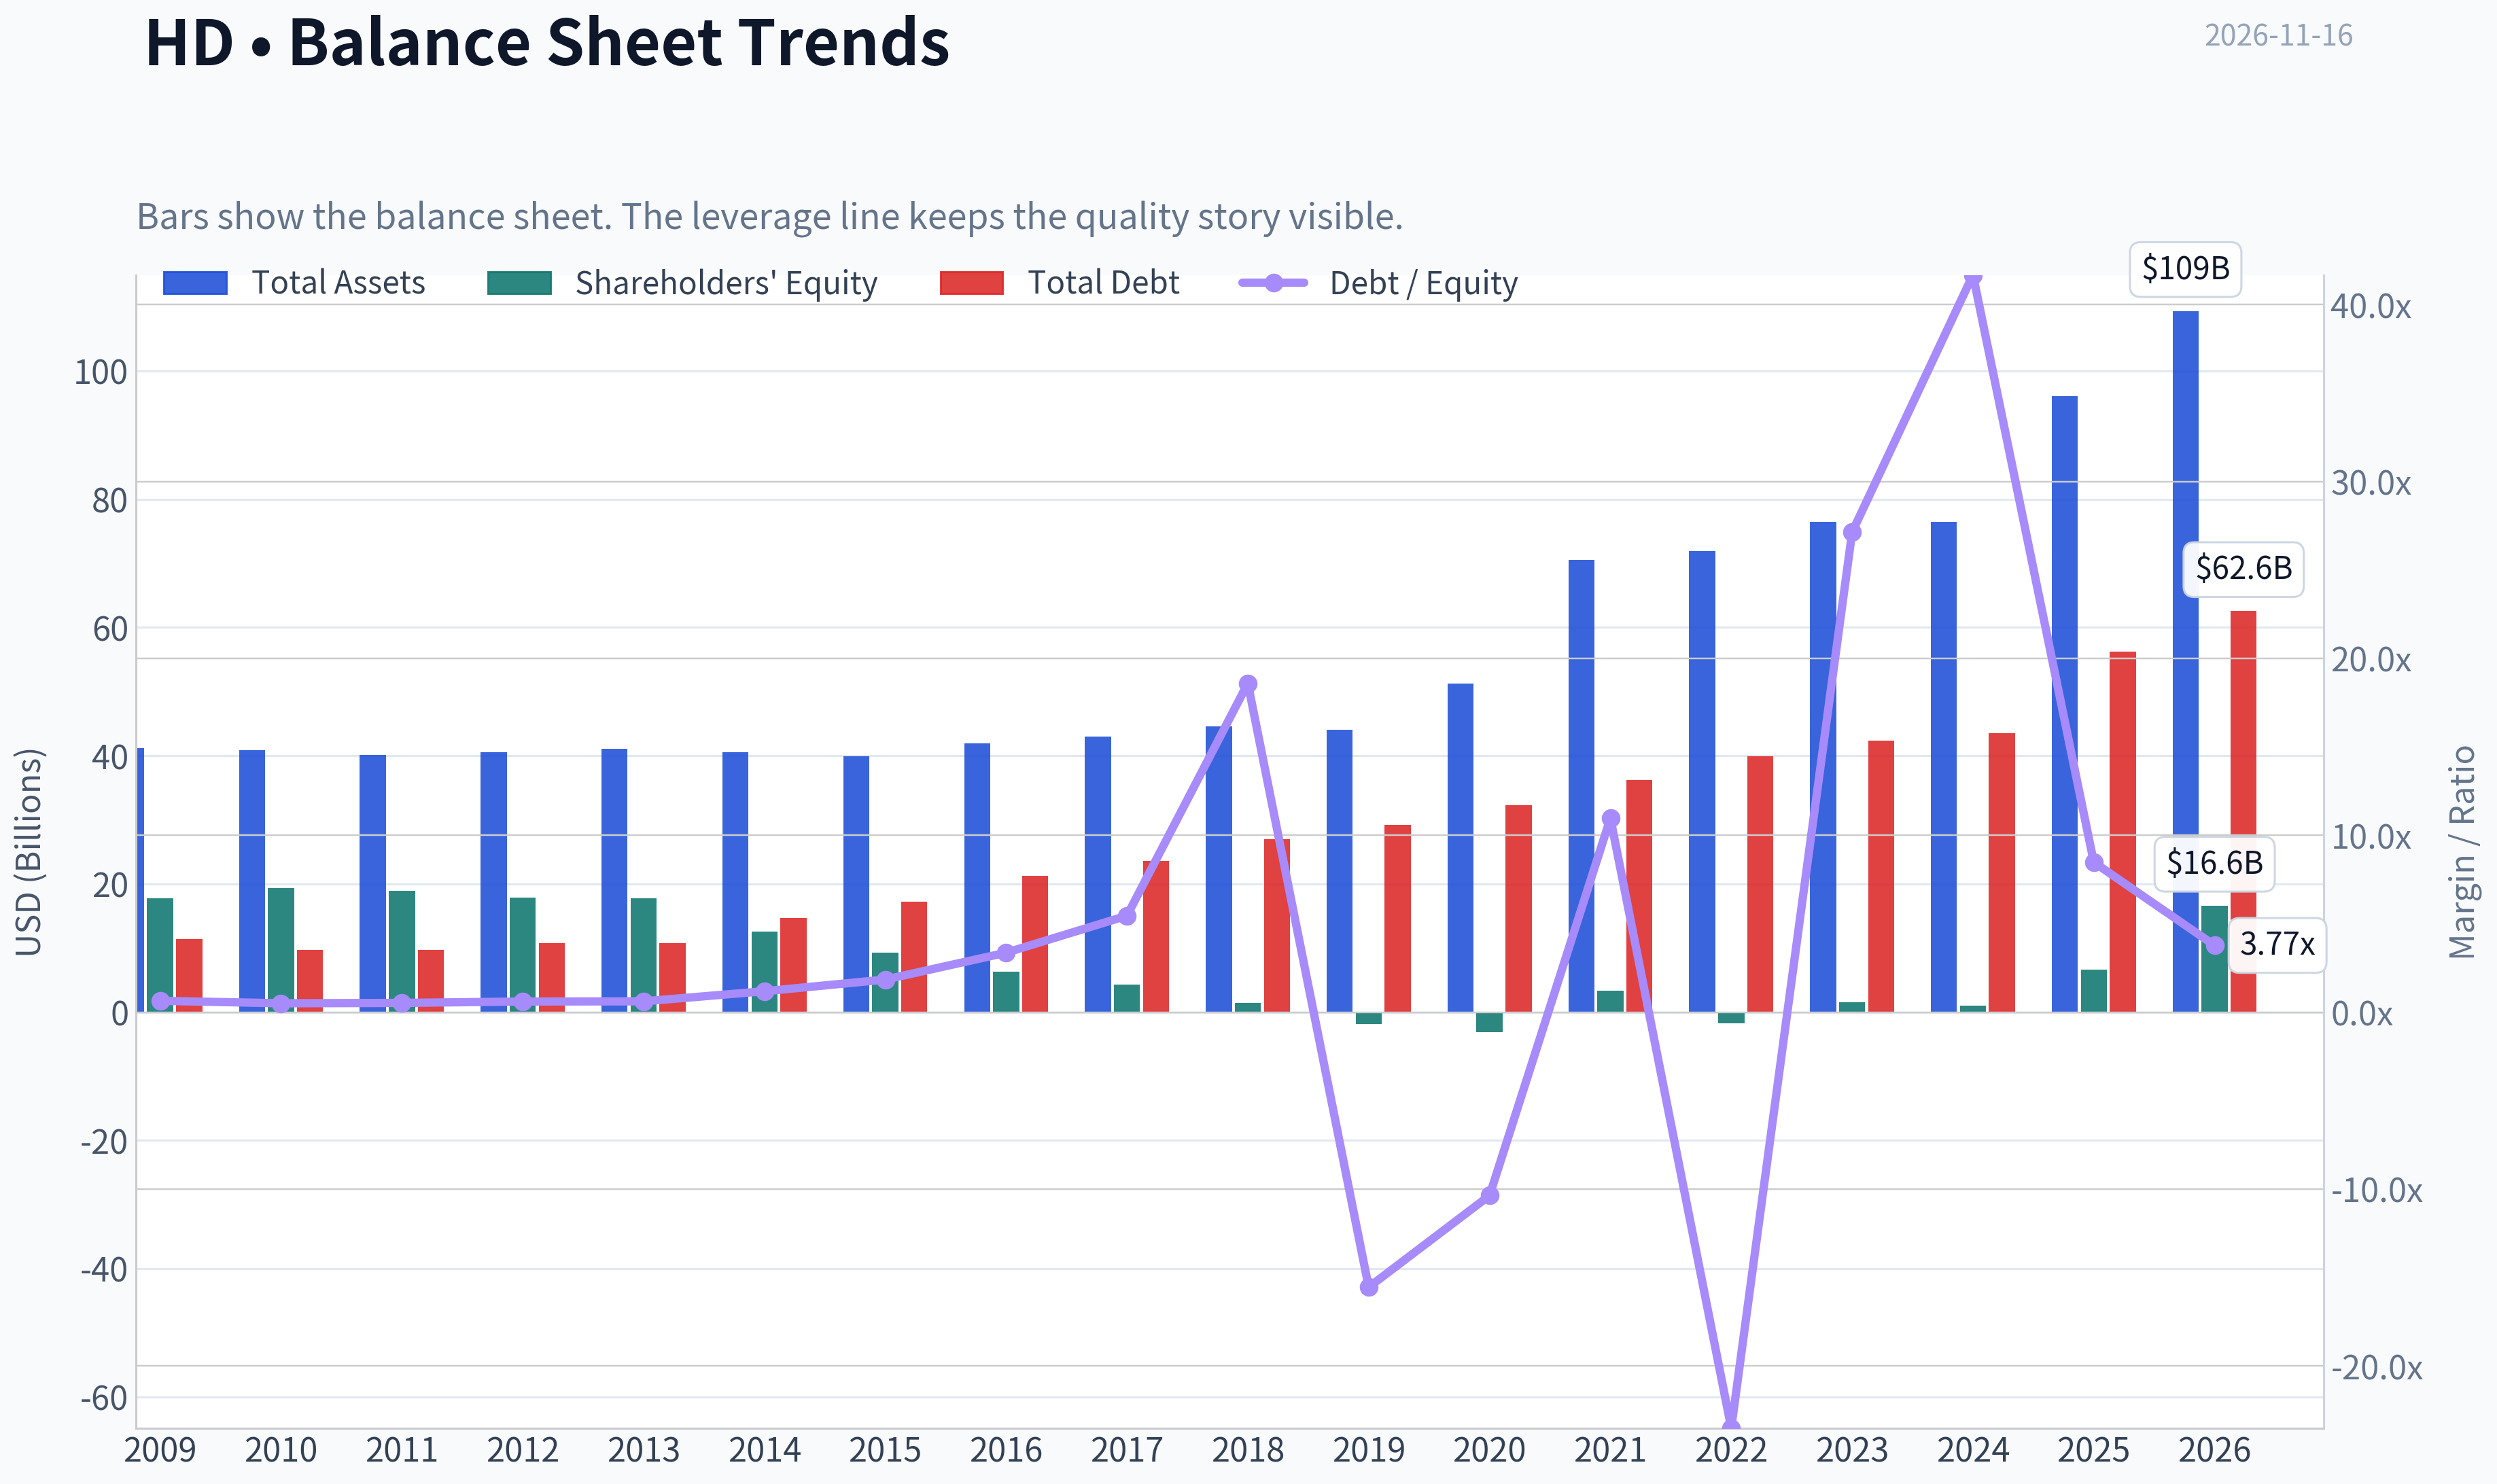 HD • Balance Sheet Trends
2026-11-16
Bars show the balance sheet. The leverage line keeps the quality story visible.
Total Assets
Shareholders' Equity
Total Debt
Debt / Equity
USD (Billions)
100
80
60
40
20
0
-20
-40
-60
$109B
$62.6B
$16.6B
3.77x
40.0x
30.0x
20.0x
10.0x
0.0x
-10.0x
-20.0x
Margin / Ratio
2009 2010 2011 2012 2013 2014 2015 2016 2017 2018 2019 2020 2021 2022 2023 2024 2025 2026